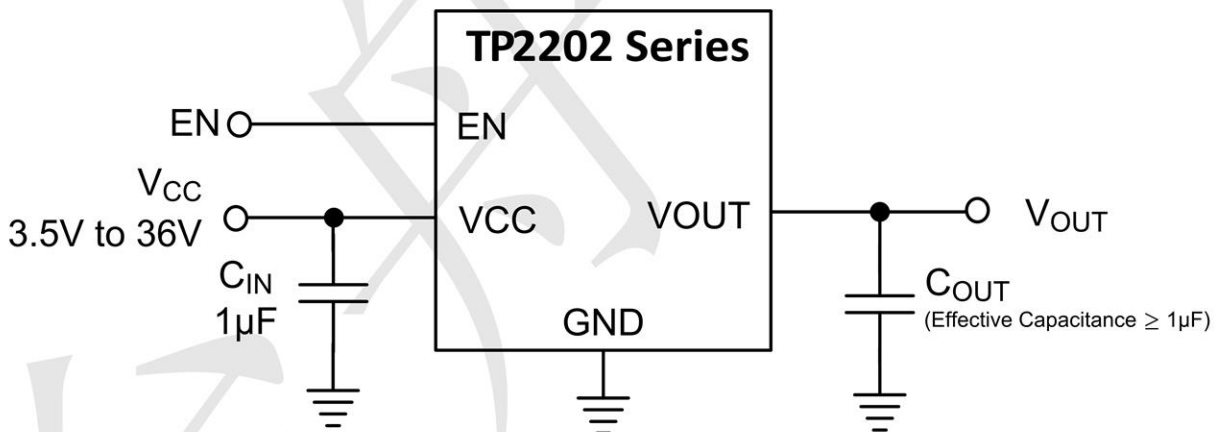 TP2202 Series
EN
EN
VCC
3.5V to 36V
VCC
VOUT
VOUT
CIN
1μF
GND
COUT
(Effective Capacitance ≥ 1μF)